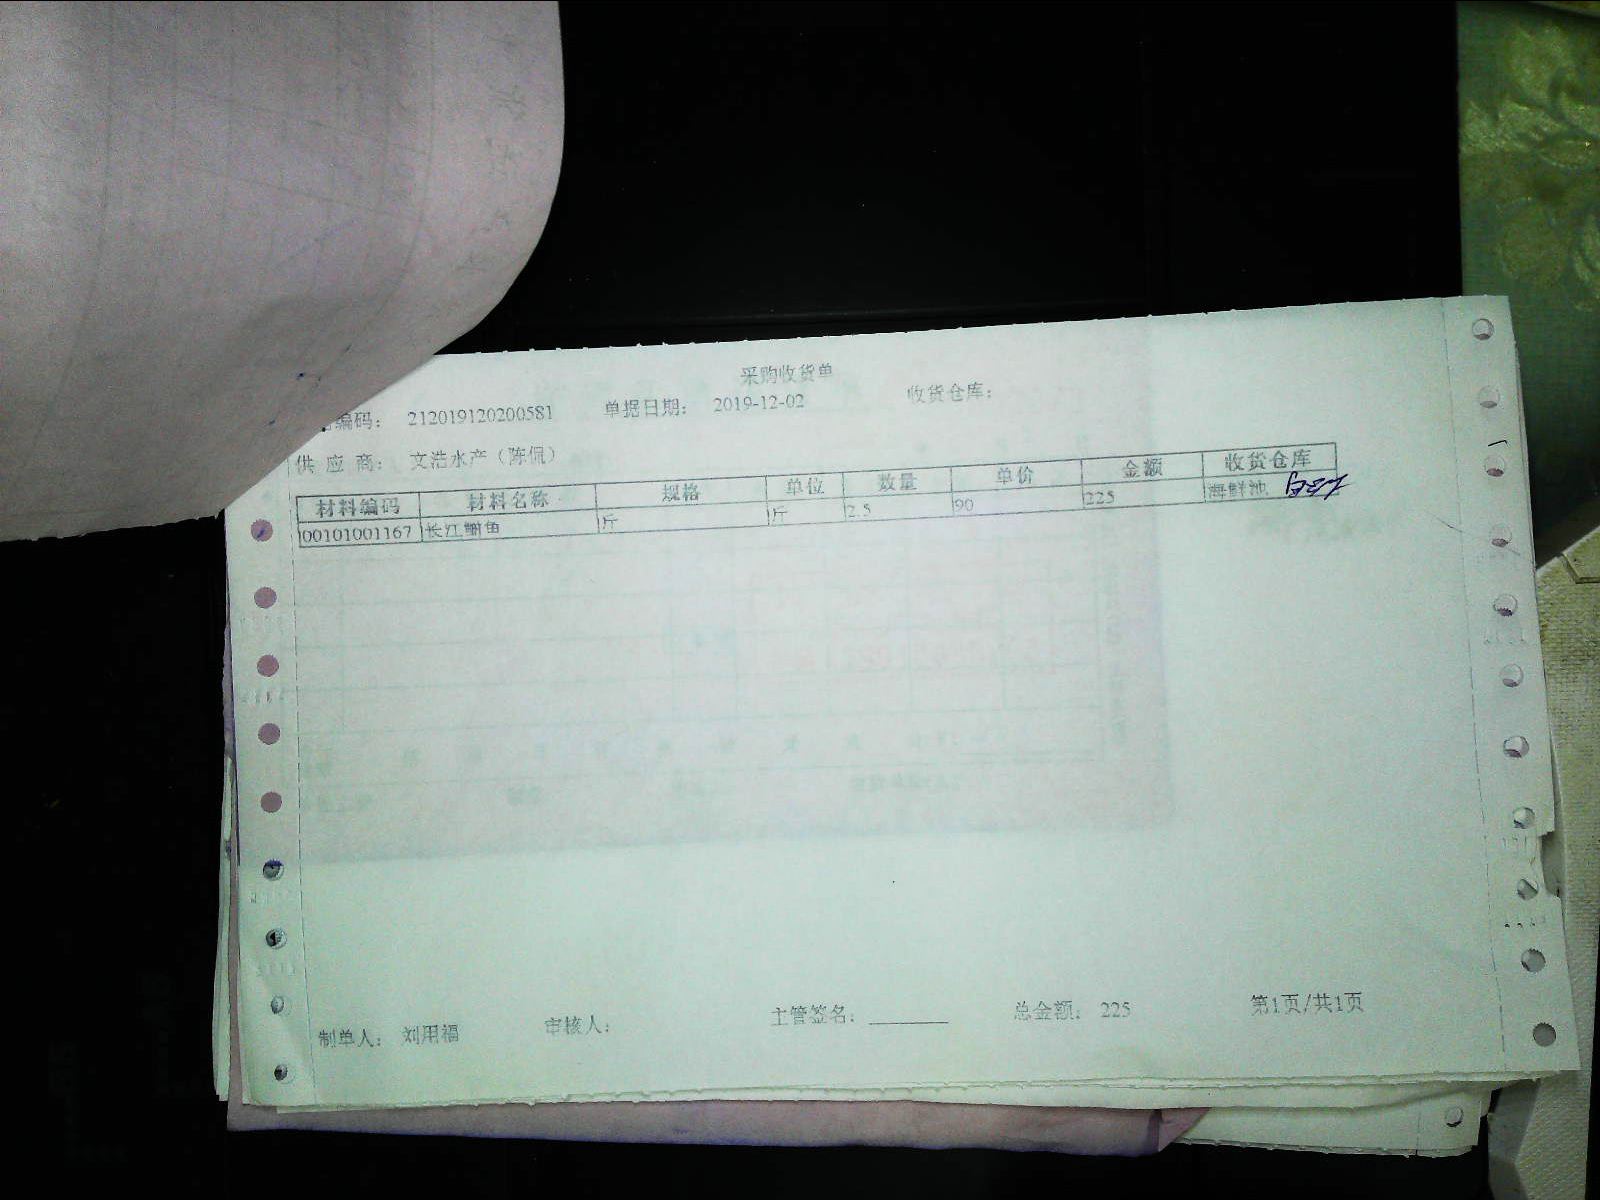 采购收货单
编码： 212019120200581 单据日期： 2019-12-02 收货仓库：
供 应 商： 文浩水产（陈侃）
材料编码 材料名称 规格 单位 数量 单价 金额 收货仓库
00101001167 长江鮰鱼 斤 斤 2.5 90 225 海鲜池
制单人： 刘用福 审核人： 主管签名： 总金额： 225 第1页/共1页